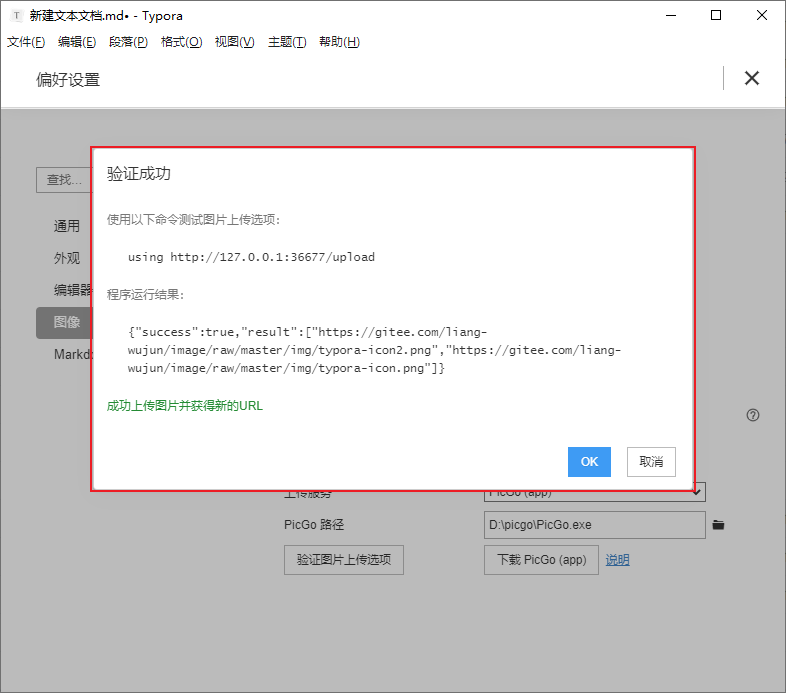 新建文本文档.md• - Typora
文件(F) 编辑(E) 段落(P) 格式(O) 视图(V) 主题(T) 帮助(H)
偏好设置
查找...
通用
外观
编辑器
图像
Markdo
验证成功
使用以下命令测试图片上传选项:
using http://127.0.0.1:36677/upload
程序运行结果:
{"success":true,"result":["https://gitee.com/liang-
wujun/image/raw/master/img/typora-icon2.png","https://gitee.com/liang-
wujun/image/raw/master/img/typora-icon.png"]}
成功上传图片并获得新的URL
OK 取消
上传服务 PicGo (app)
PicGo 路径 D:\picgo\PicGo.exe
验证图片上传选项 下载 PicGo (app) 说明